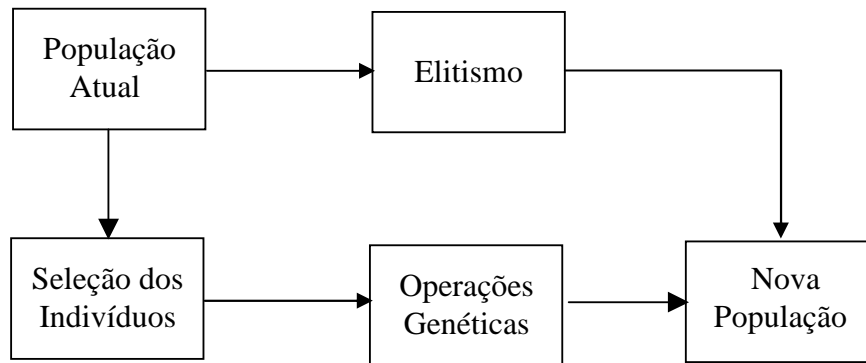 População
Atual
Elitismo
Seleção dos
Indivíduos
Operações
Genéticas
Nova
População